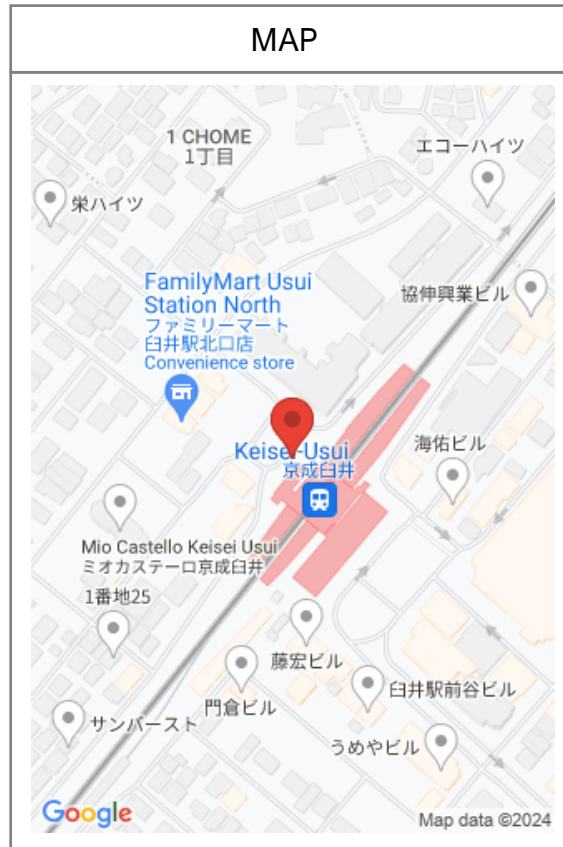 MAP
1 CHOME
1丁目
エコーハイツ
栄ハイツ
FamilyMart Usui
Station North
ファミリーマート
臼井駅北口店
Convenience store
協伸興業ビル
Keisei-Usui
京成臼井
海佑ビル
Mio Castello Keisei Usui
ミオカステーロ京成臼井
1番地25
藤宏ビル
臼井駅前谷ビル
門倉ビル
サンバースト
うめやビル
Google
Map data ©2024